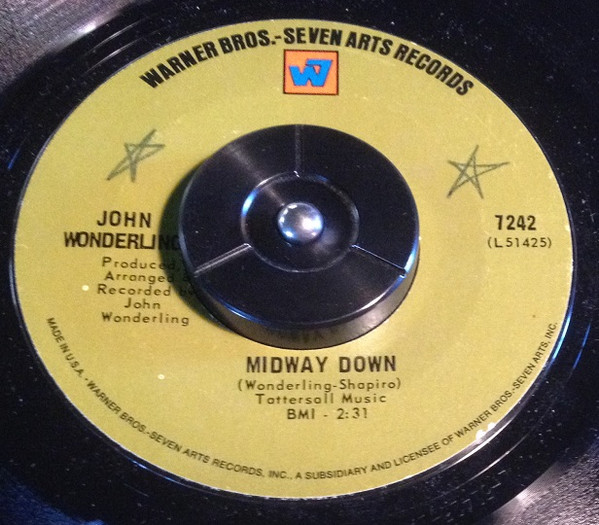 WARNER BROS.-SEVEN ARTS RECORDS
W7
JOHN
WONDERLING
Produced,
Arranged
Recorded
John
Wonderling
7242
(L51425)
MIDWAY DOWN
(Wonderling-Shapiro)
Tattersall Music
BMI - 2:31
MADE IN U.S.A. - WARNER BROS.-SEVEN ARTS RECORDS, INC., A SUBSIDIARY AND LICENSEE OF WARNER BROS.-SEVEN ARTS, INC.